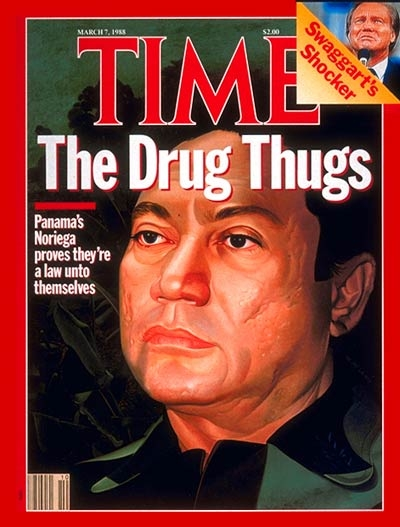 MARCH 7, 1988
$2.00
TIME
Swaggart's
Shocker
The Drug Thugs
Panama's
Noriega
proves they're
a law unto
themselves
10